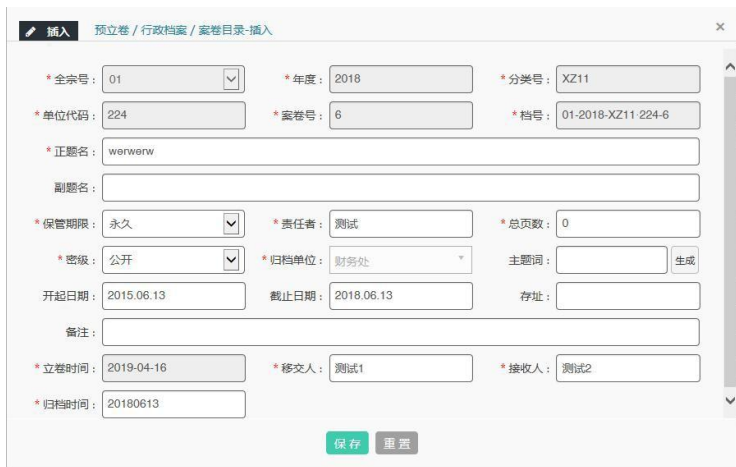 插入 预立卷 / 行政档案 / 案卷目录-插入 ×
* 全宗号： 01 * 年度： 2018 * 分类号： XZ11
* 单位代码： 224 * 案卷号： 6 * 档号： 01-2018-XZ11-224-6
* 正题名： werwerw
副题名：
* 保管期限： 永久 * 责任者： 测试 * 总页数： 0
* 密级： 公开 * 归档单位： 财务处 主题词： 生成
开起日期： 2015.06.13 截止日期： 2018.06.13 存址：
备注：
* 立卷时间： 2019-04-16 * 移交人： 测试1 * 接收人： 测试2
* 归档时间： 20180613
保存 重置